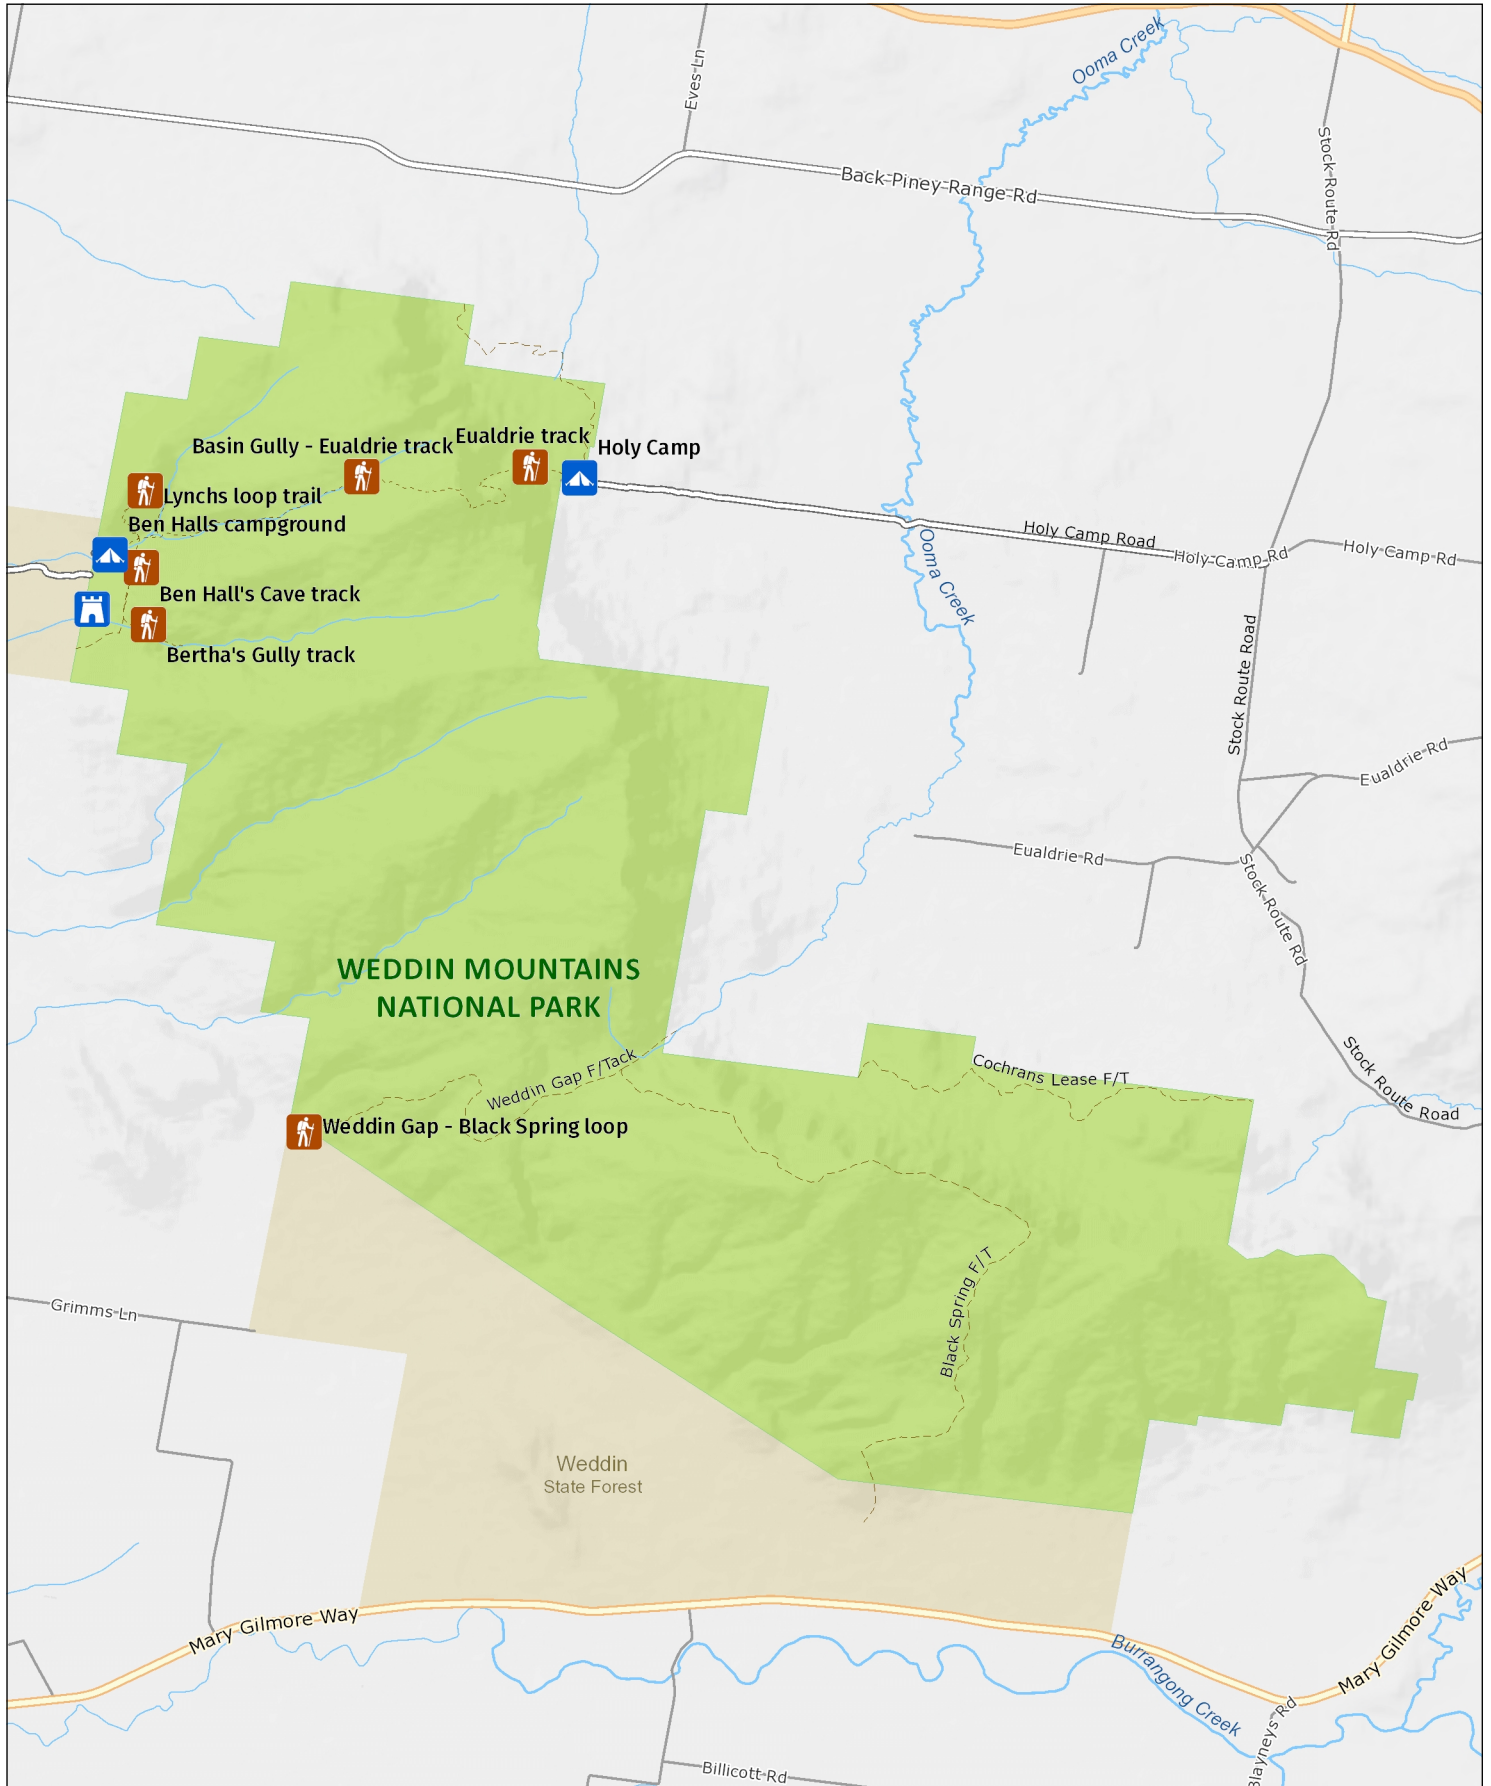 Ooma Creek
Eves Ln
Stock Route Rd
Back Piney Range Rd
Basin Gully - Eualdrie track
Eualdrie track
Holy Camp
Lynchs loop trail
Ben Halls campground
Holy Camp Road
Holy Camp Rd
Holy Camp Rd
Ooma Creek
Ben Hall's Cave track
Bertha's Gully track
Stock Route Road
Eualdrie Rd
Eualdrie Rd
Stock Route Rd
WEDDIN MOUNTAINS
NATIONAL PARK
Weddin Gap F/Tack
Cochrans Lease F/T
Stock Route Road
Weddin Gap - Black Spring loop
Black Spring F/T
Grimms Ln
Weddin
State Forest
Mary Gilmore Way
Mary Gilmore Way
Burrangong Creek
Blayneys Rd
Billicott Rd